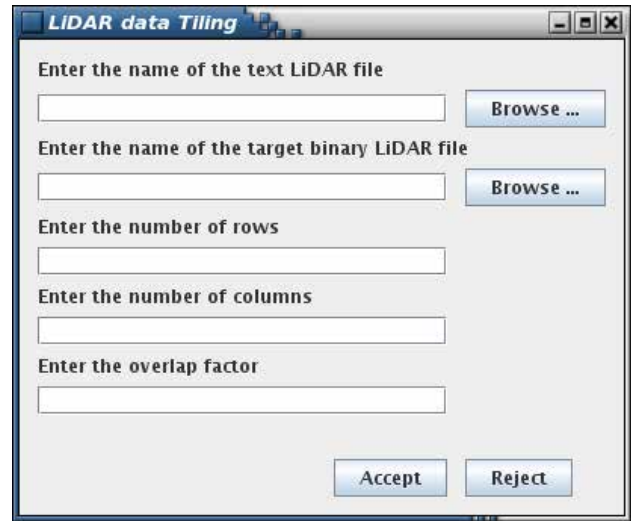 LiDAR data Tiling
Enter the name of the text LiDAR file
Browse ...
Enter the name of the target binary LiDAR file
Browse ...
Enter the number of rows
Enter the number of columns
Enter the overlap factor
Accept Reject